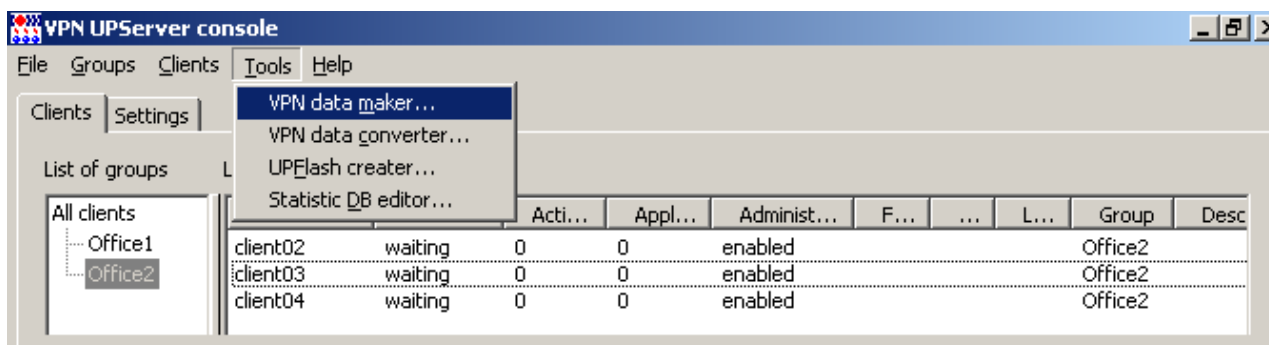 VPN UPServer console
File Groups Clients Tools Help
VPN data maker...
VPN data converter...
UPFlash creater...
Statistic DB editor...
Clients Settings
List of groups L
All clients
Office1
Office2
Acti... Appl... Administ... F... ... L... Group Desc
client02 waiting 0 0 enabled Office2
client03 waiting 0 0 enabled Office2
client04 waiting 0 0 enabled Office2